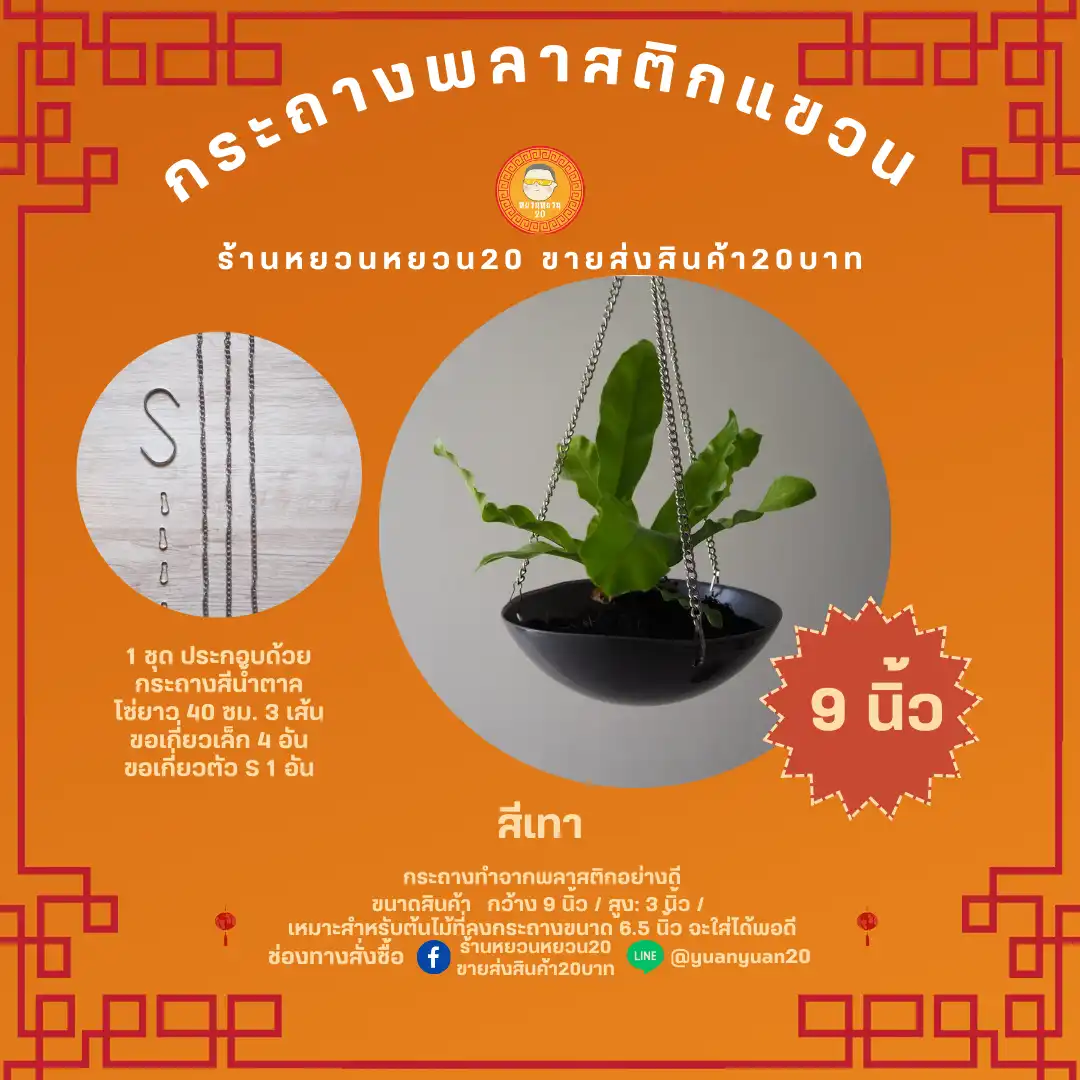 กระถางพลาสติกแขวน
หยวนหยวน
20
ร้านหยวนหยวน20 ขายส่งสินค้า20บาท
1 ชุด ประกอบด้วย
กระถางสีน้ำตาล
โซ่ยาว 40 ซม. 3 เส้น
ขอเกี่ยวเล็ก 4 อัน
ขอเกี่ยวตัว S 1 อัน
9 นิ้ว
สีเทา
กระถางทำจากพลาสติกอย่างดี
ขนาดสินค้า กว้าง 9 นิ้ว / สูง: 3 นิ้ว /
เหมาะสำหรับต้นไม้ที่ลงกระถางขนาด 6.5 นิ้ว จะใส่ได้พอดี
ช่องทางสั่งซื้อ f ร้านหยวนหยวน20 LINE @yuanyuan20
ขายส่งสินค้า20บาท